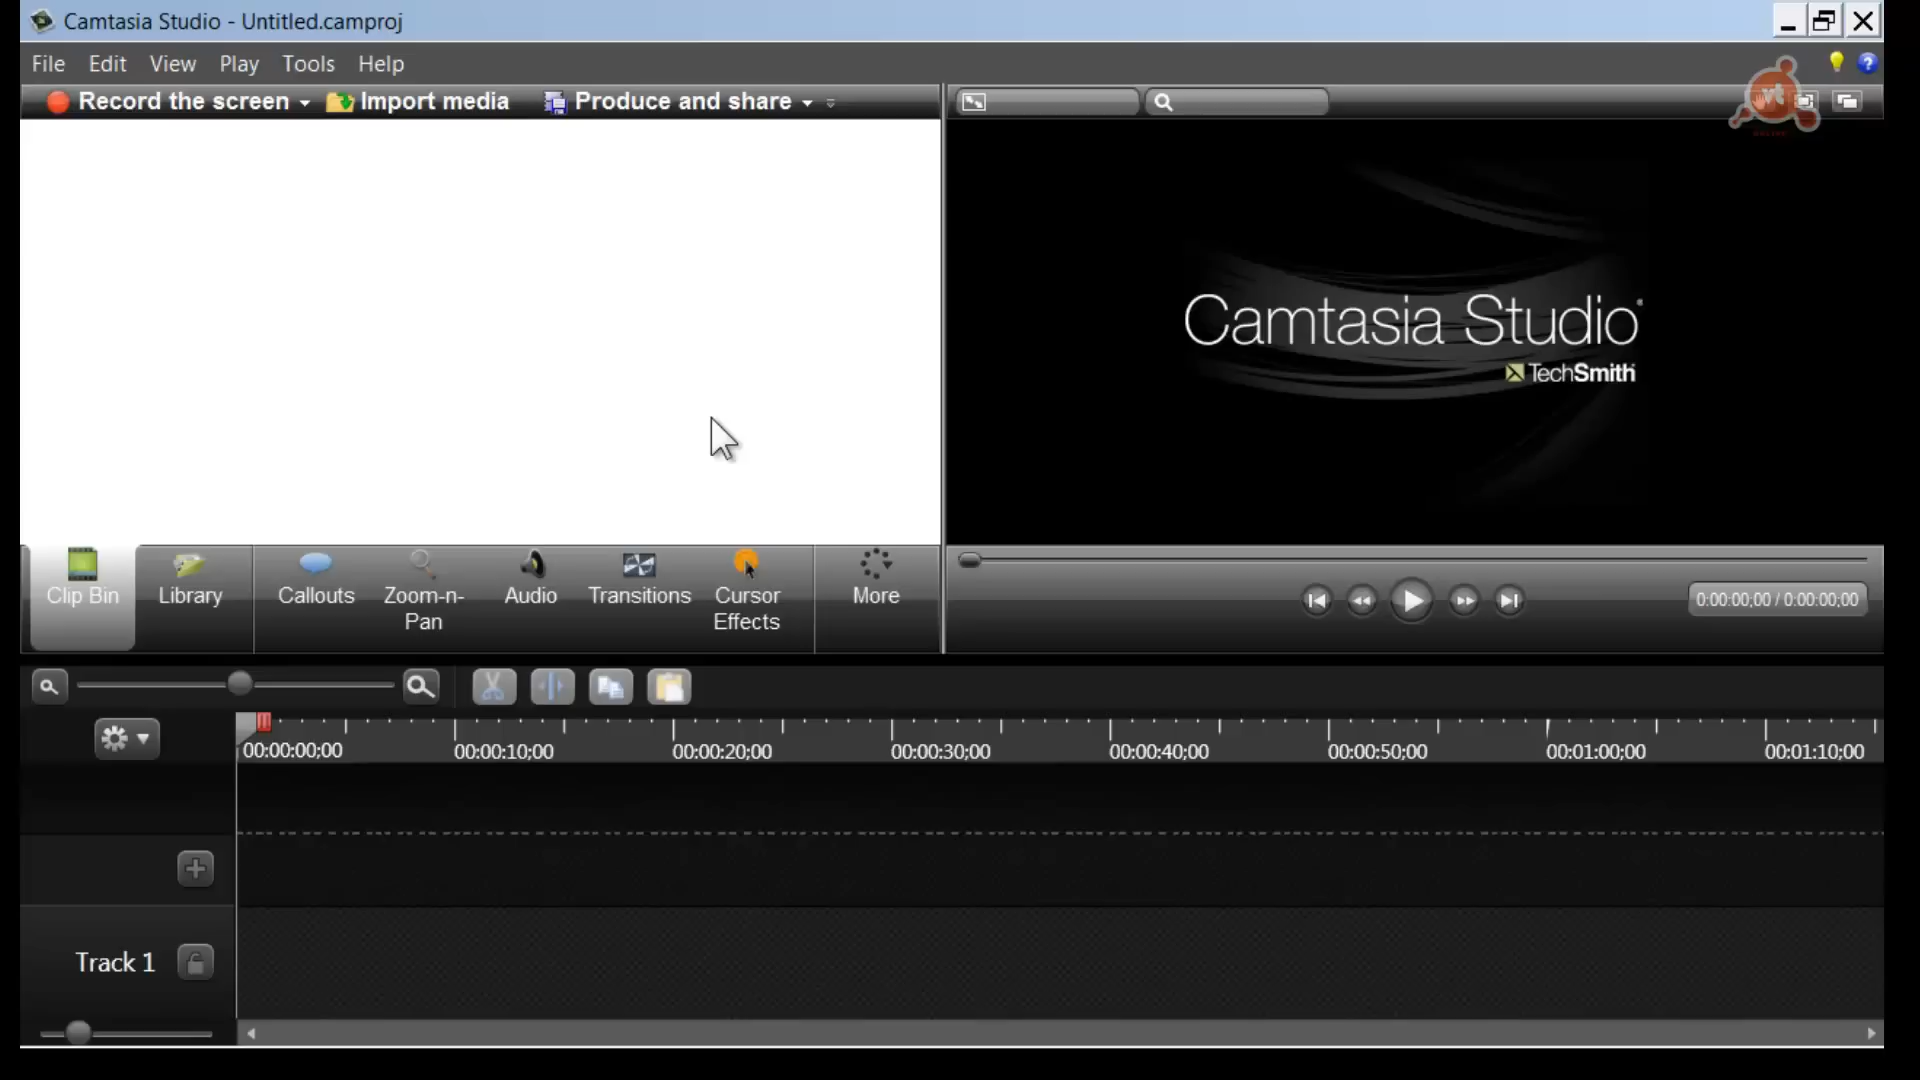 Camtasia Studio - Untitled.camproj
File Edit View Play Tools Help
Record the screen Import media Produce and share
Camtasia Studio
TechSmith
Clip Bin Library Callouts Zoom-n-Pan Audio Transitions Cursor Effects More
0:00:00;00 / 0:00:00;00
00:00:00;00 00:00:10;00 00:00:20;00 00:00:30;00 00:00:40;00 00:00:50;00 00:01:00;00 00:01:10;00
Track 1